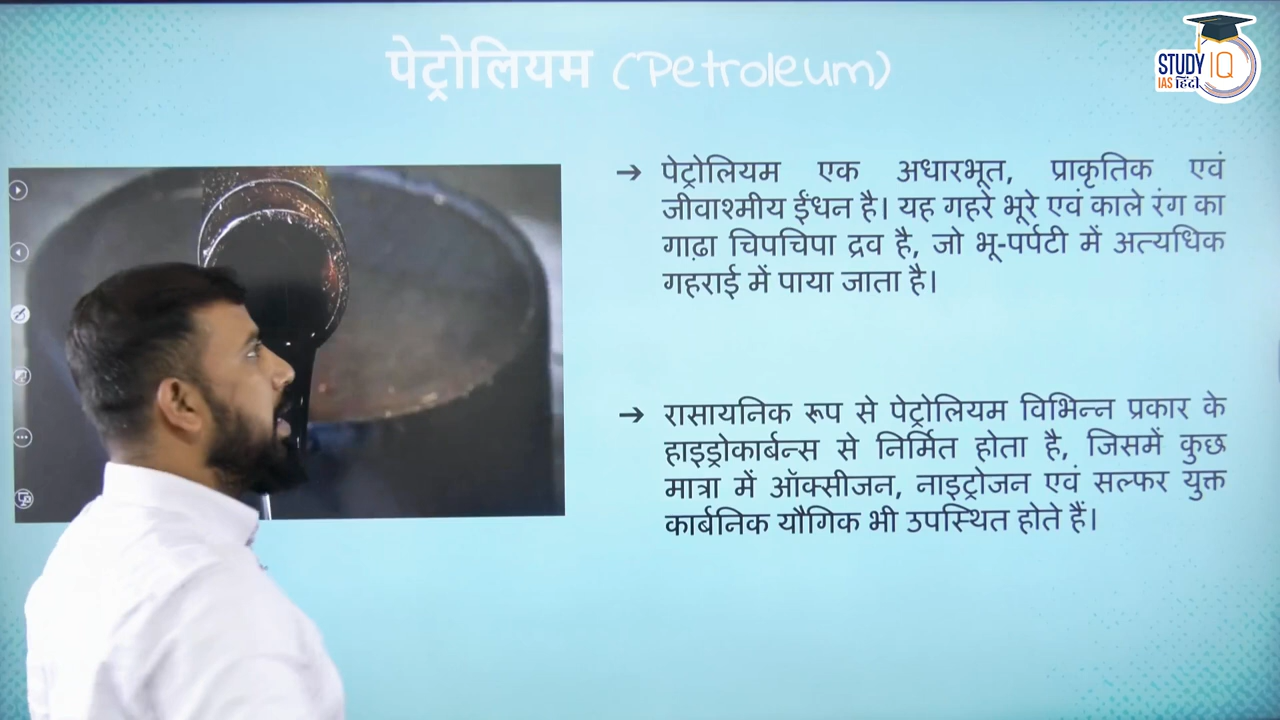 पेट्रोलियम (Petroleum)
STUDY IQ
IAS हिंदी
→ पेट्रोलियम एक अधारभूत, प्राकृतिक एवं
जीवाश्मीय ईंधन है। यह गहरे भूरे एवं काले रंग का
गाढ़ा चिपचिपा द्रव है, जो भू-पर्पटी में अत्यधिक
गहराई में पाया जाता है।
→ रासायनिक रूप से पेट्रोलियम विभिन्न प्रकार के
हाइड्रोकार्बन्स से निर्मित होता है, जिसमें कुछ
मात्रा में ऑक्सीजन, नाइट्रोजन एवं सल्फर युक्त
कार्बनिक यौगिक भी उपस्थित होते हैं।